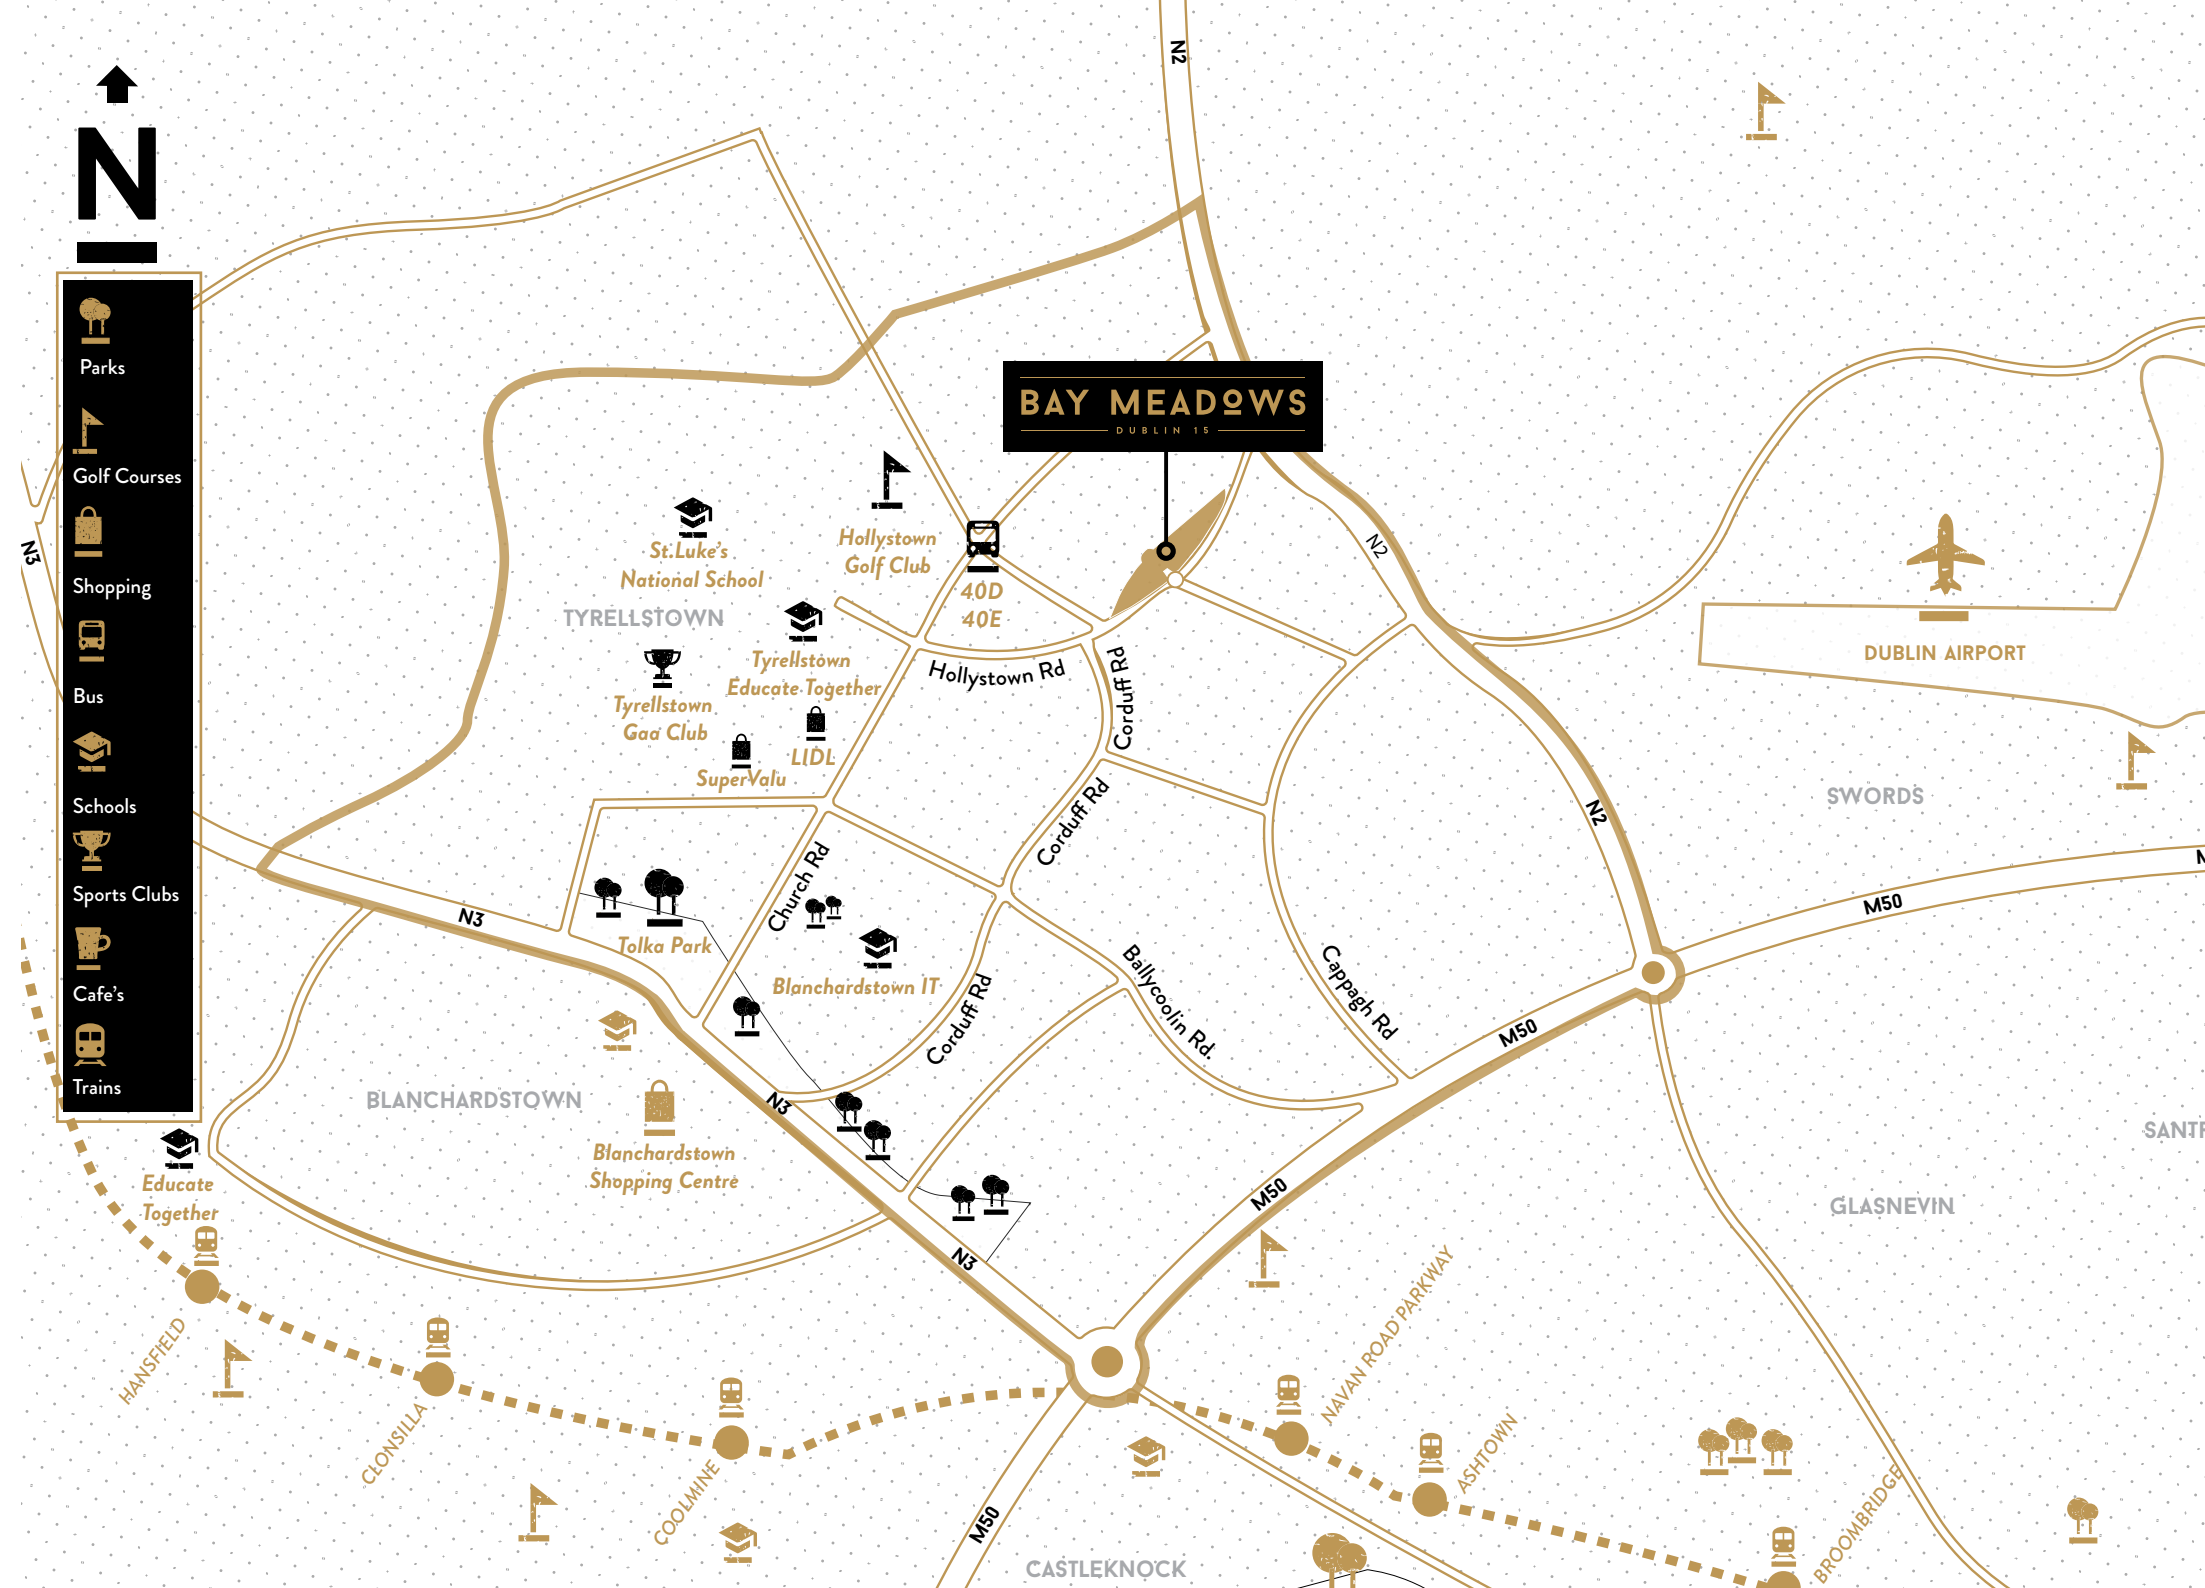 N2
N
Parks
Golf Courses
Shopping
Bus
Schools
Sports Clubs
Cafe's
Trains
N3
BAY MEADOWS
DUBLIN 15
St.Luke's
National School
TYRELLSTOWN
Hollystown
Golf Club
40D
40E
N2
Tyrellstown
Educate Together
Tyrellstown
Gaa Club
LIDL
SuperValu
Hollystown Rd
Corduff Rd
DUBLIN AIRPORT
SWORDS
N2
Corduff Rd
Church Rd
N3
Tolka Park
Blanchardstown IT
Corduff Rd
Ballycoolin Rd.
Cappagh Rd
M50
M50
BLANCHARDSTOWN
N3
Blanchardstown
Shopping Centre
Educate
Together
M50
GLASNEVIN
N3
HANSFIELD
CLONSILLA
COOLMINE
NAVAN ROAD PARKWAY
ASHTOWN
BROOMBRIDGE
M50
CASTLEKNOCK